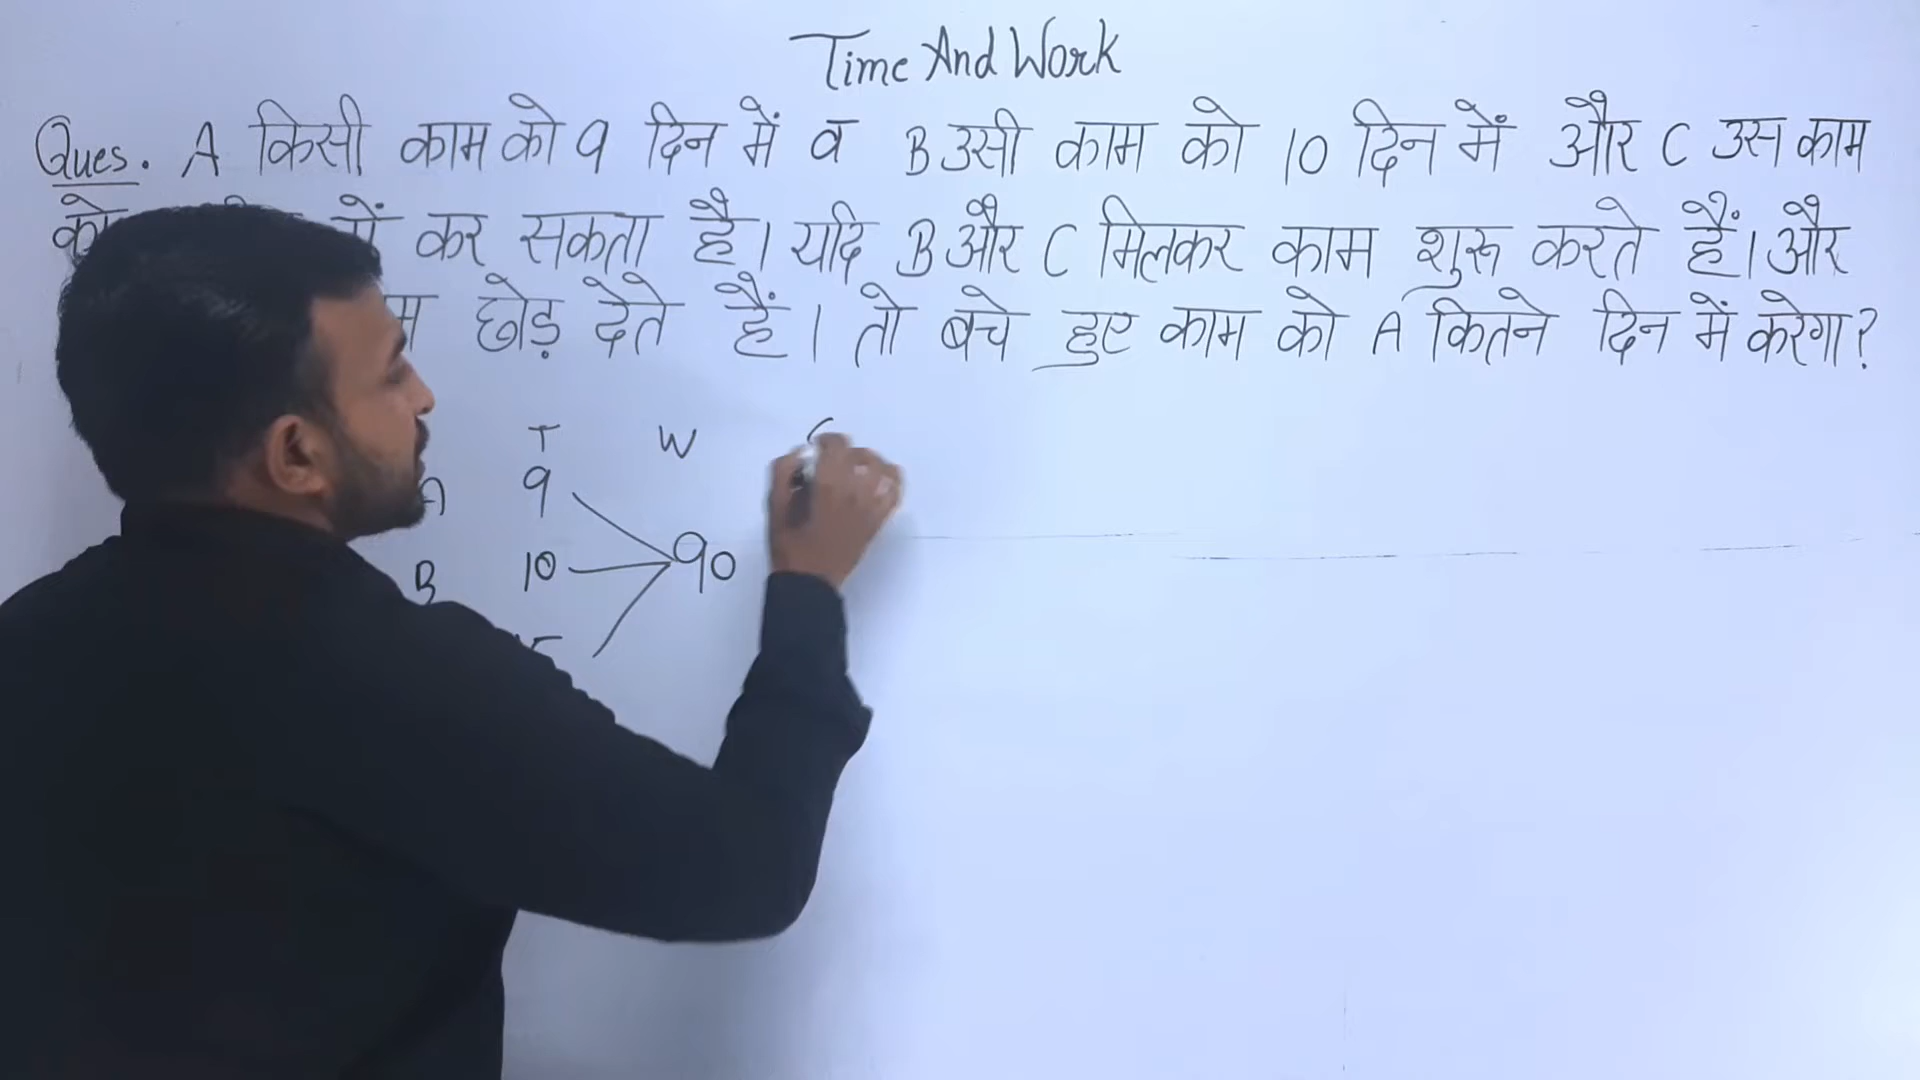 Time And Work
Ques. A किसी काम को 9 दिन में व B उसी काम को 10 दिन में और C उस काम
को में कर सकता है। यदि B और C मिलकर काम शुरू करते हैं। और
छोड़ देते हैं। तो बचे हुए काम को A कितने दिन में करेगा?
T W
A 9
B 10 90